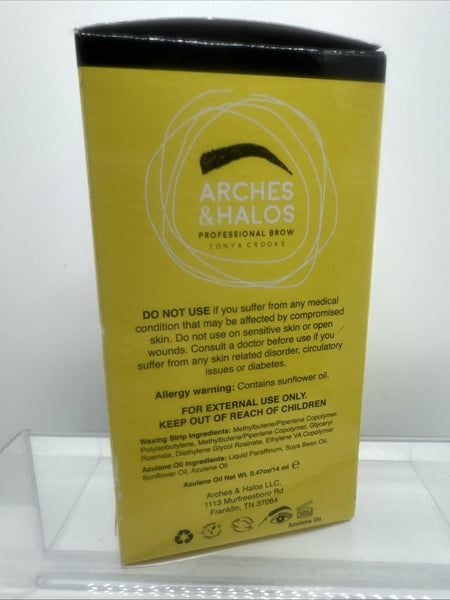 ARCHES
& HALOS
PROFESSIONAL BROW
TONYA CROOKS
DO NOT USE if you suffer from any medical
condition that may be affected by compromised
skin. Do not use on sensitive skin or open
wounds. Consult a doctor before use if you
suffer from any skin related disorder, circulatory
issues or diabetes.
Allergy warning: Contains sunflower oil.
FOR EXTERNAL USE ONLY.
KEEP OUT OF REACH OF CHILDREN
Waxing Strip Ingredients: Methylbutene/Piperlene Copolymer,
Polyisobutylene, Methylbutene/Piperlene Copolymer, Glyceryl
Rosinate, Diethylene Glycol Rosinate, Ethylene VA Copolymer
Azulene Oil Ingredients: Liquid Paraffinum, Soya Bean Oil,
Sunflower Oil, Azulene Oil
Azulene Oil Net Wt. 0.47oz/14 ml ℮
Arches & Halos LLC,
1113 Murfreesboro Rd
Franklin, TN 37064
Azulene Oil